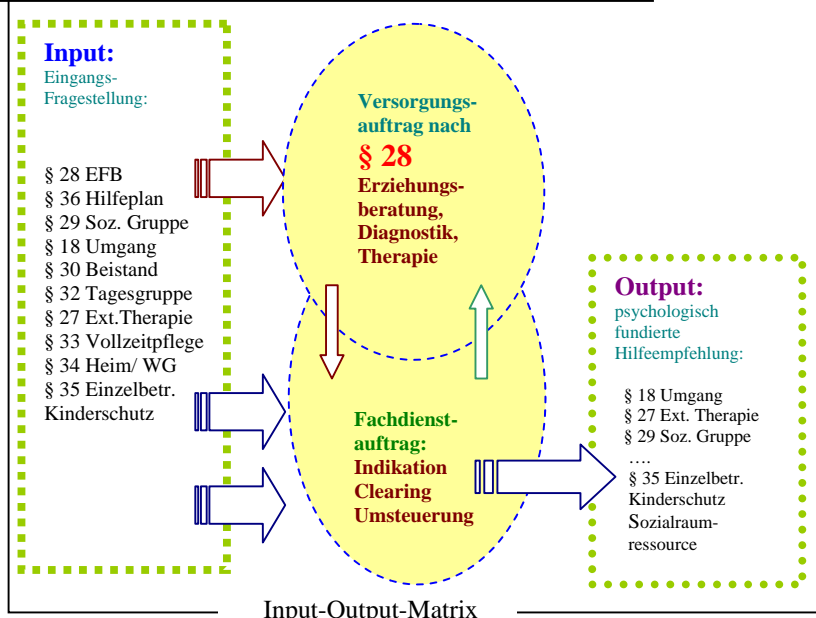 Input:
Eingangs-
Fragestellung:
§ 28 EFB
§ 36 Hilfeplan
§ 29 Soz. Gruppe
§ 18 Umgang
§ 30 Beistand
§ 32 Tagesgruppe
§ 27 Ext.Therapie
§ 33 Vollzeitpflege
§ 34 Heim/ WG
§ 35 Einzelbetr.
Kinderschutz
Versorgungs-
auftrag nach
§ 28
Erziehungs-
beratung,
Diagnostik,
Therapie
Fachdienst-
auftrag:
Indikation
Clearing
Umsteuerung
Output:
psychologisch
fundierte
Hilfeempfehlung:
§ 18 Umgang
§ 27 Ext. Therapie
§ 29 Soz. Gruppe
….
§ 35 Einzelbetr.
Kinderschutz
Sozialraum-
ressource
Input-Output-Matrix